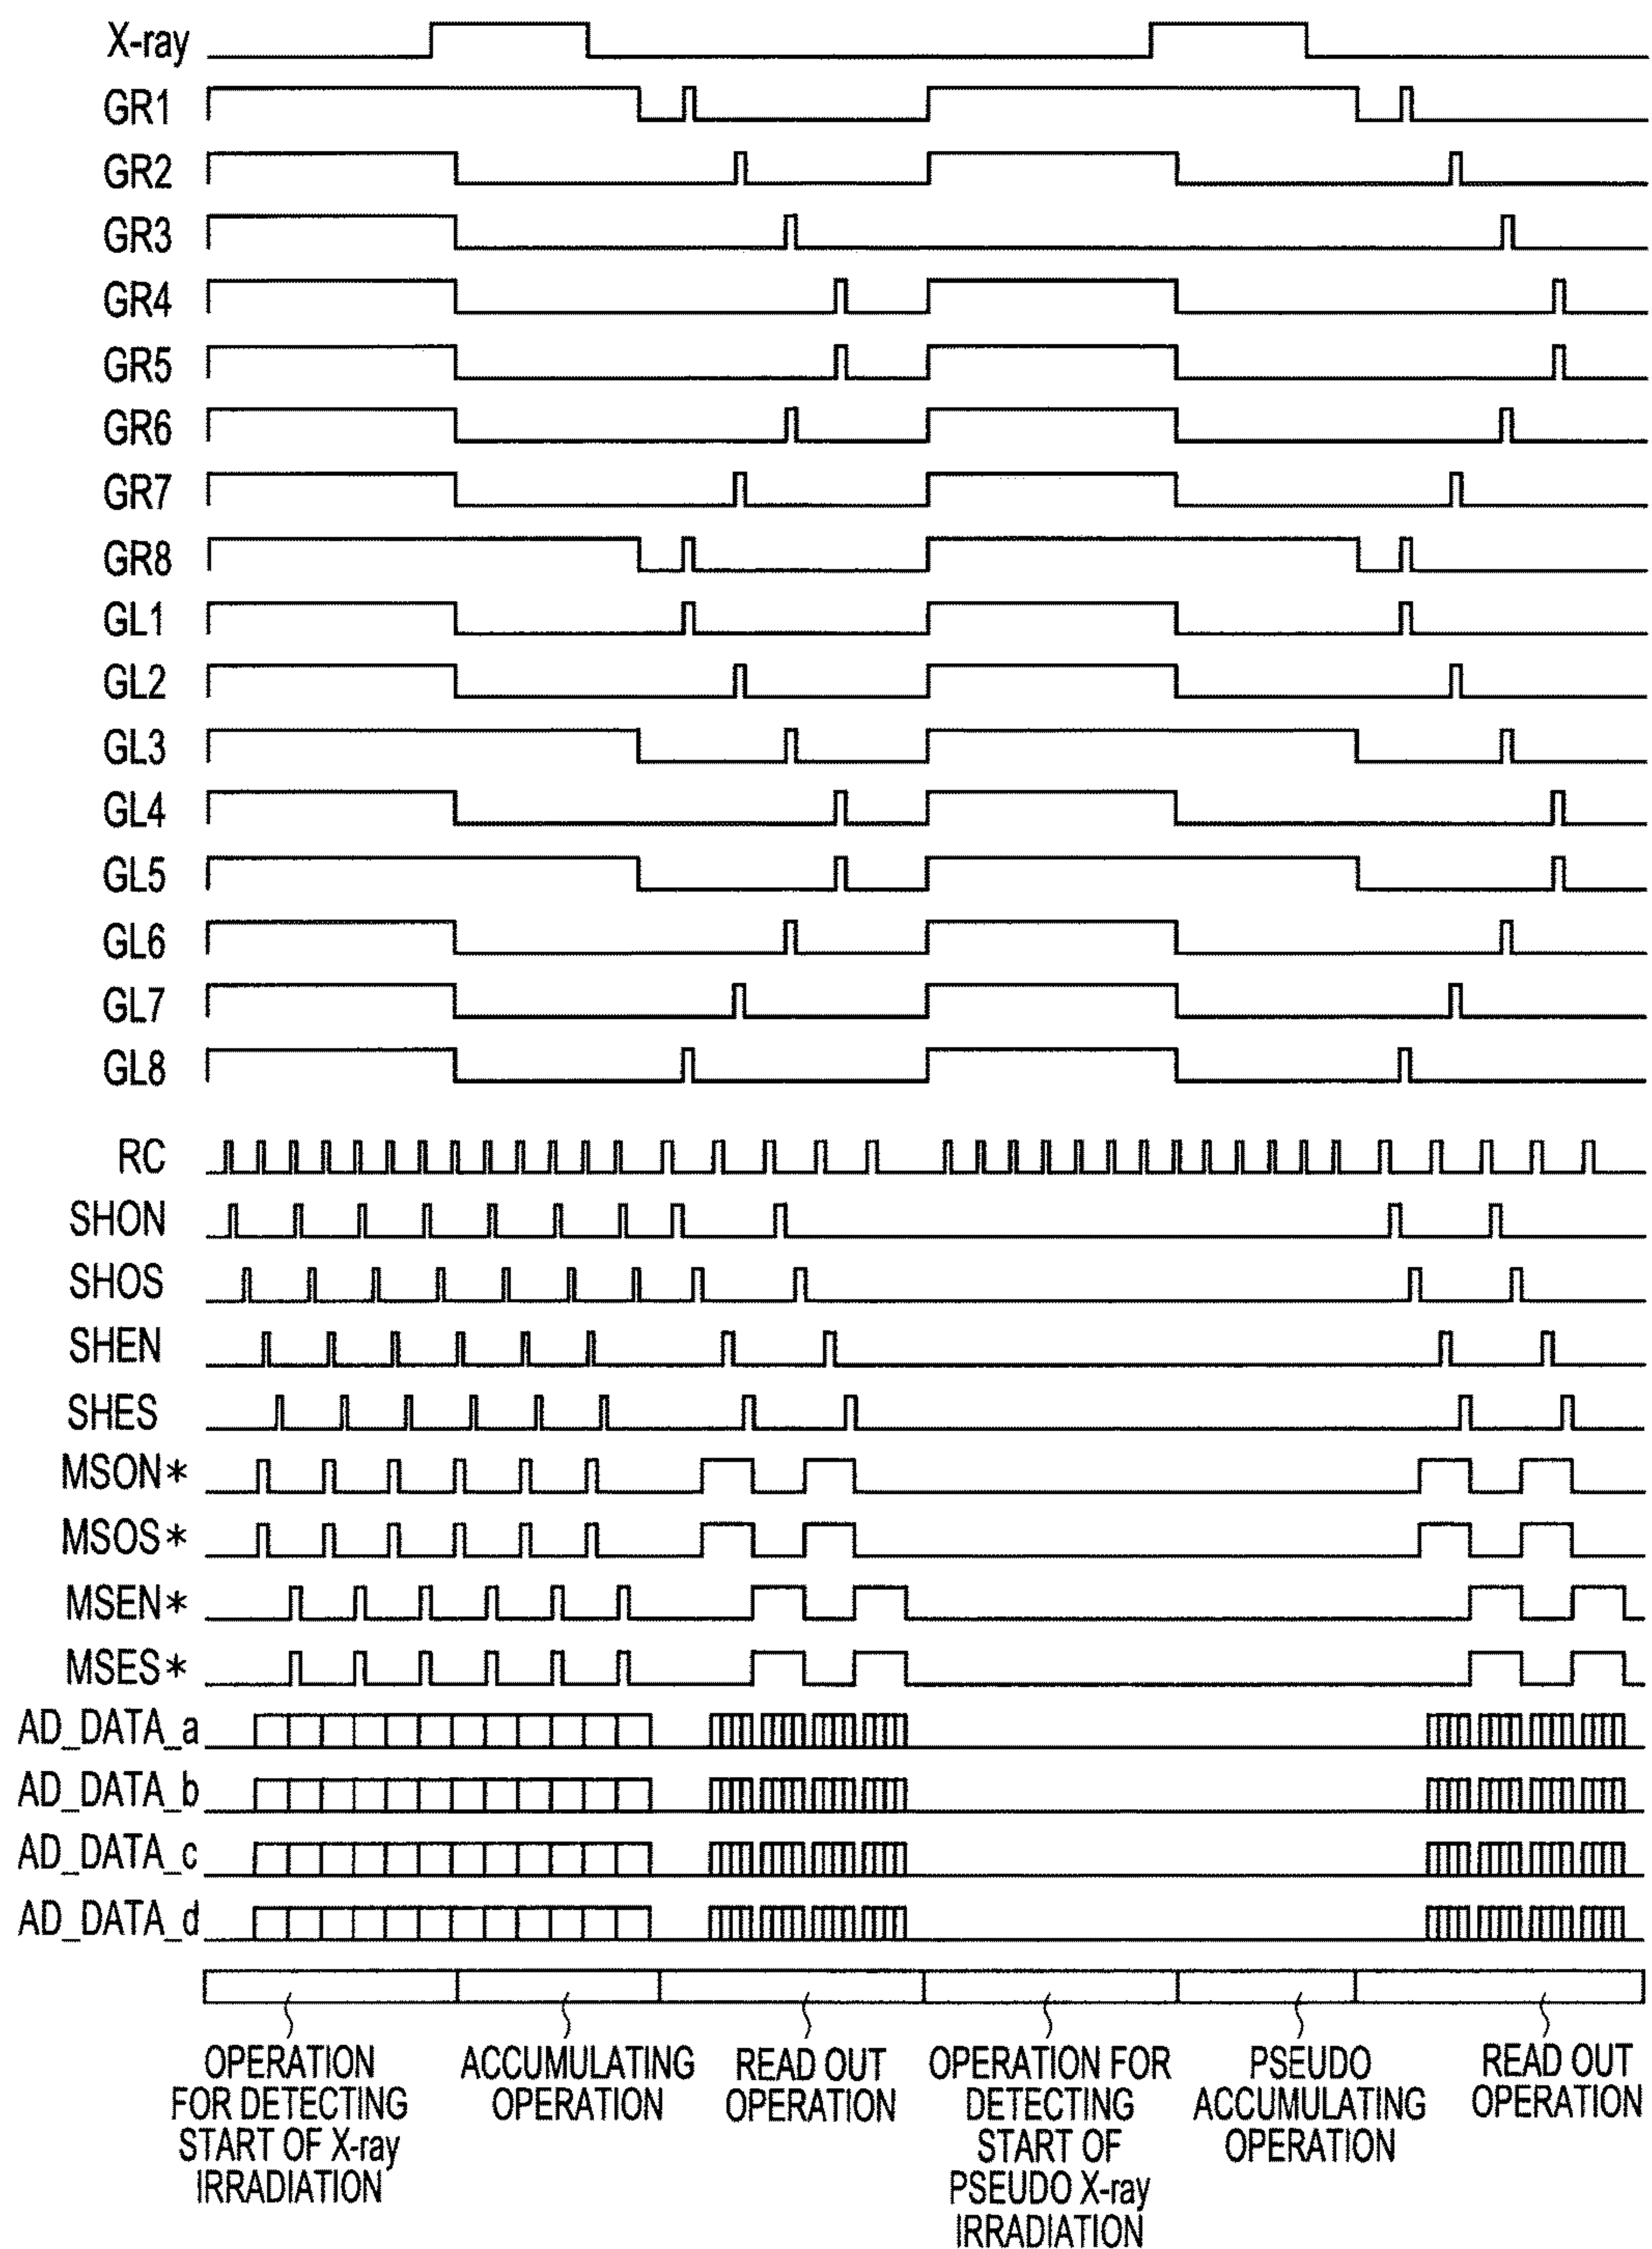 X-ray
GR1
GR2
GR3
GR4
GR5
GR6
GR7
GR8
GL1
GL2
GL3
GL4
GL5
GL6
GL7
GL8
RC
SHON
SHOS
SHEN
SHES
MSON*
MSOS*
MSEN*
MSES*
AD_DATA_a
AD_DATA_b
AD_DATA_c
AD_DATA_d
OPERATION
FOR DETECTING
START OF X-ray
IRRADIATION
ACCUMULATING
OPERATION
READ OUT
OPERATION
OPERATION FOR
DETECTING
START OF
PSEUDO X-ray
IRRADIATION
PSEUDO
ACCUMULATING
OPERATION
READ OUT
OPERATION